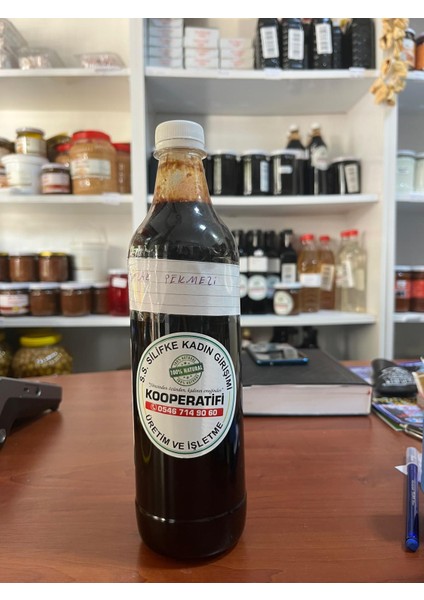 PEKMEZİ
S.S. SİLİFKE KADIN GİRİŞİMİ
100% NATURAL
KOOPERATİFİ
0546 714 90 60
ÜRETİM VE İŞLETME